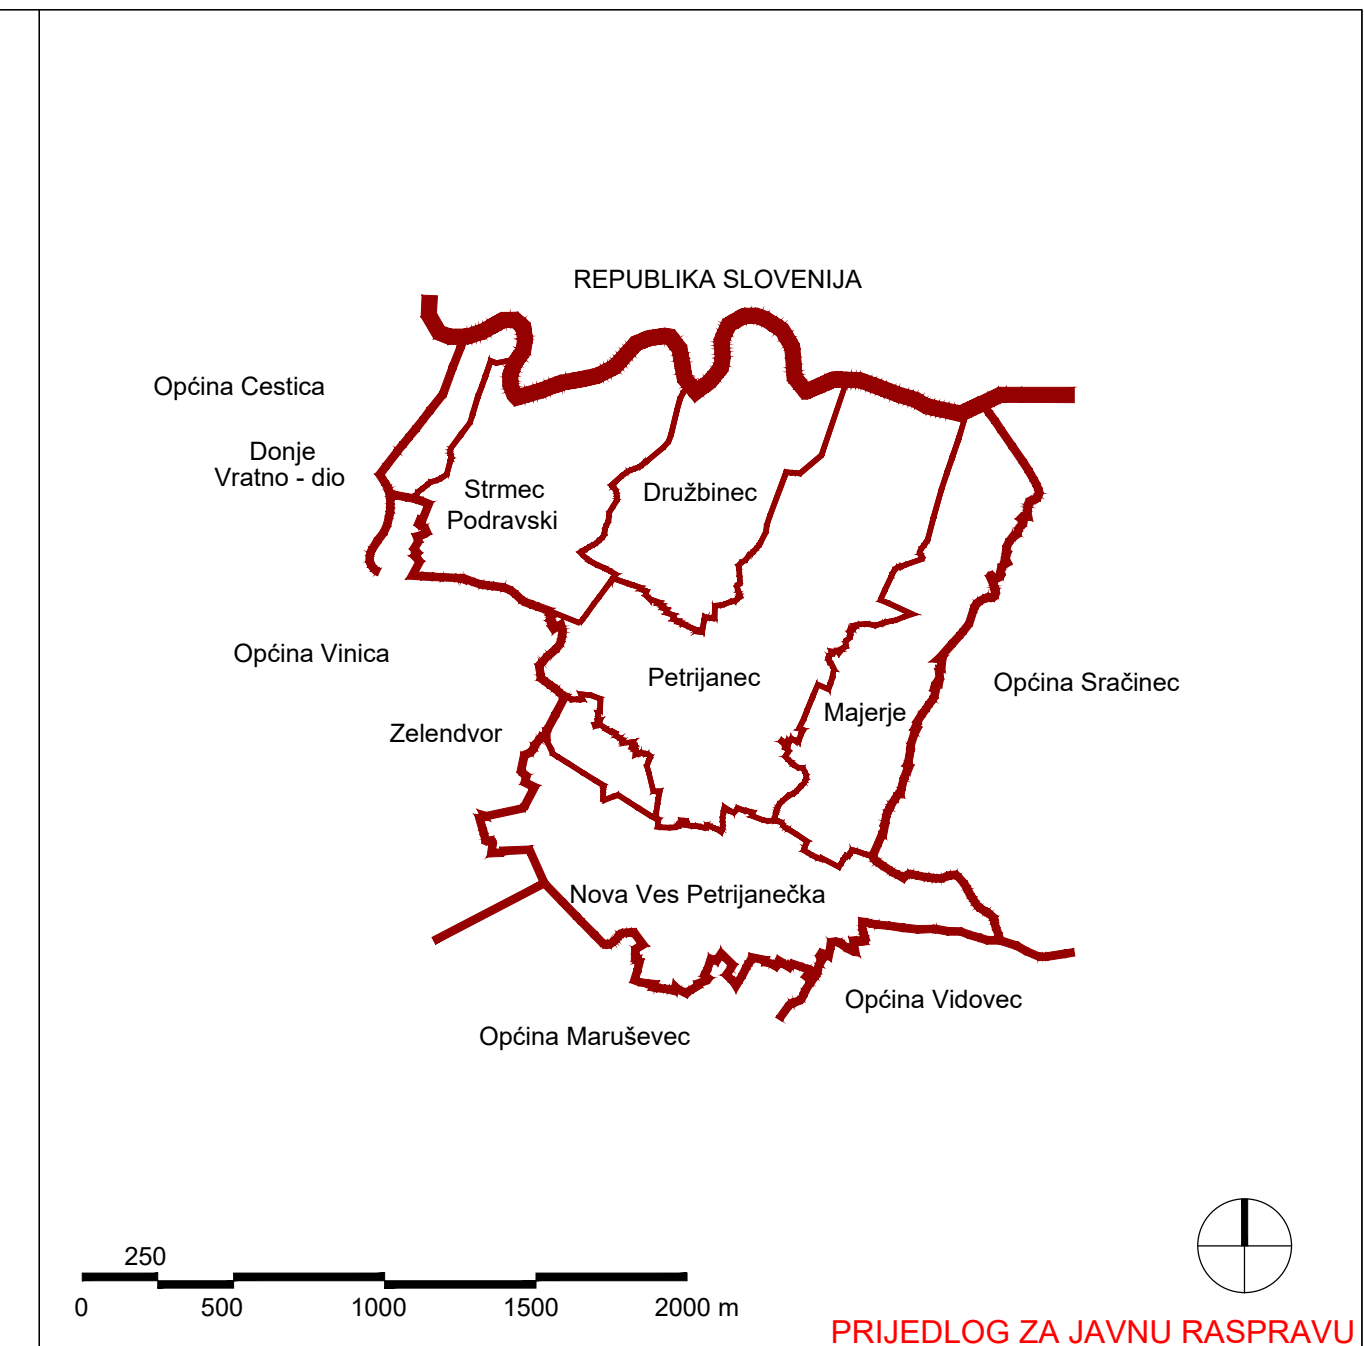 REPUBLIKA SLOVENIJA
Općina Cestica
Donje
Vratno - dio
Strmec
Podravski
Družbinec
Općina Vinica
Petrijanec
Općina Sračinec
Majerje
Zelendvor
Nova Ves Petrijanečka
Općina Vidovec
Općina Maruševec
250
0 500 1000 1500 2000 m
PRIJEDLOG ZA JAVNU RASPRAVU